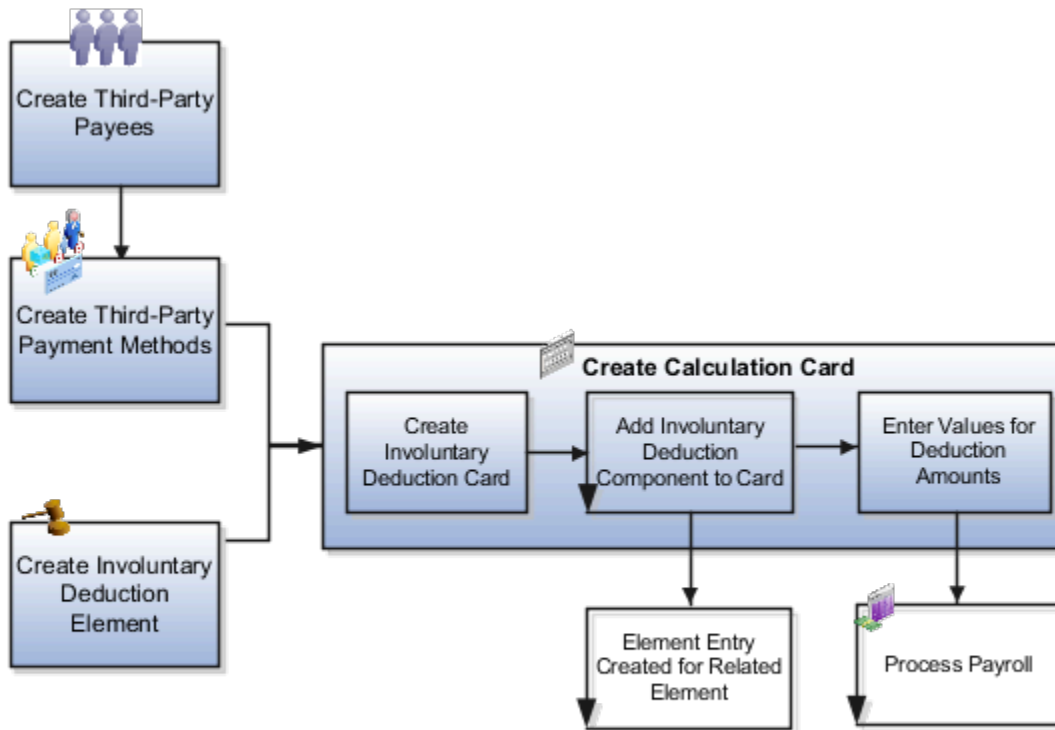 Create Third-Party
Payees
Create Third-Party
Payment Methods
Create Involuntary
Deduction
Element
Create Calculation Card
Create
Involuntary
Deduction Card
Add Involuntary
Deduction
Component to Card
Enter Values for
Deduction
Amounts
Element Entry
Created for Related
Element
Process Payroll